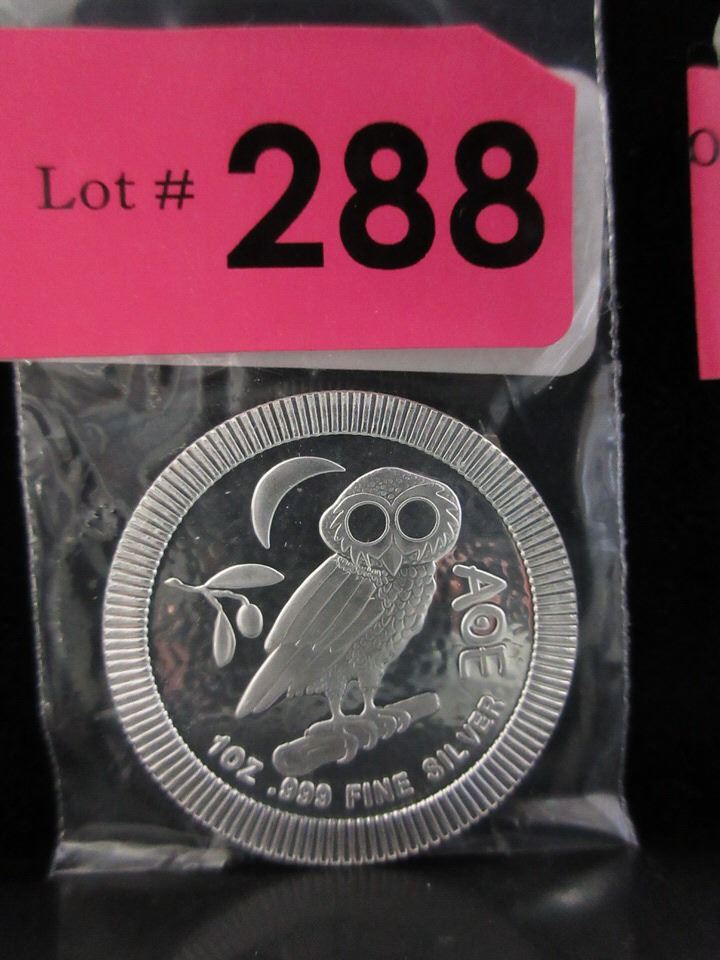 Lot # 288
ΑΘΕ
1OZ .999 FINE SILVER